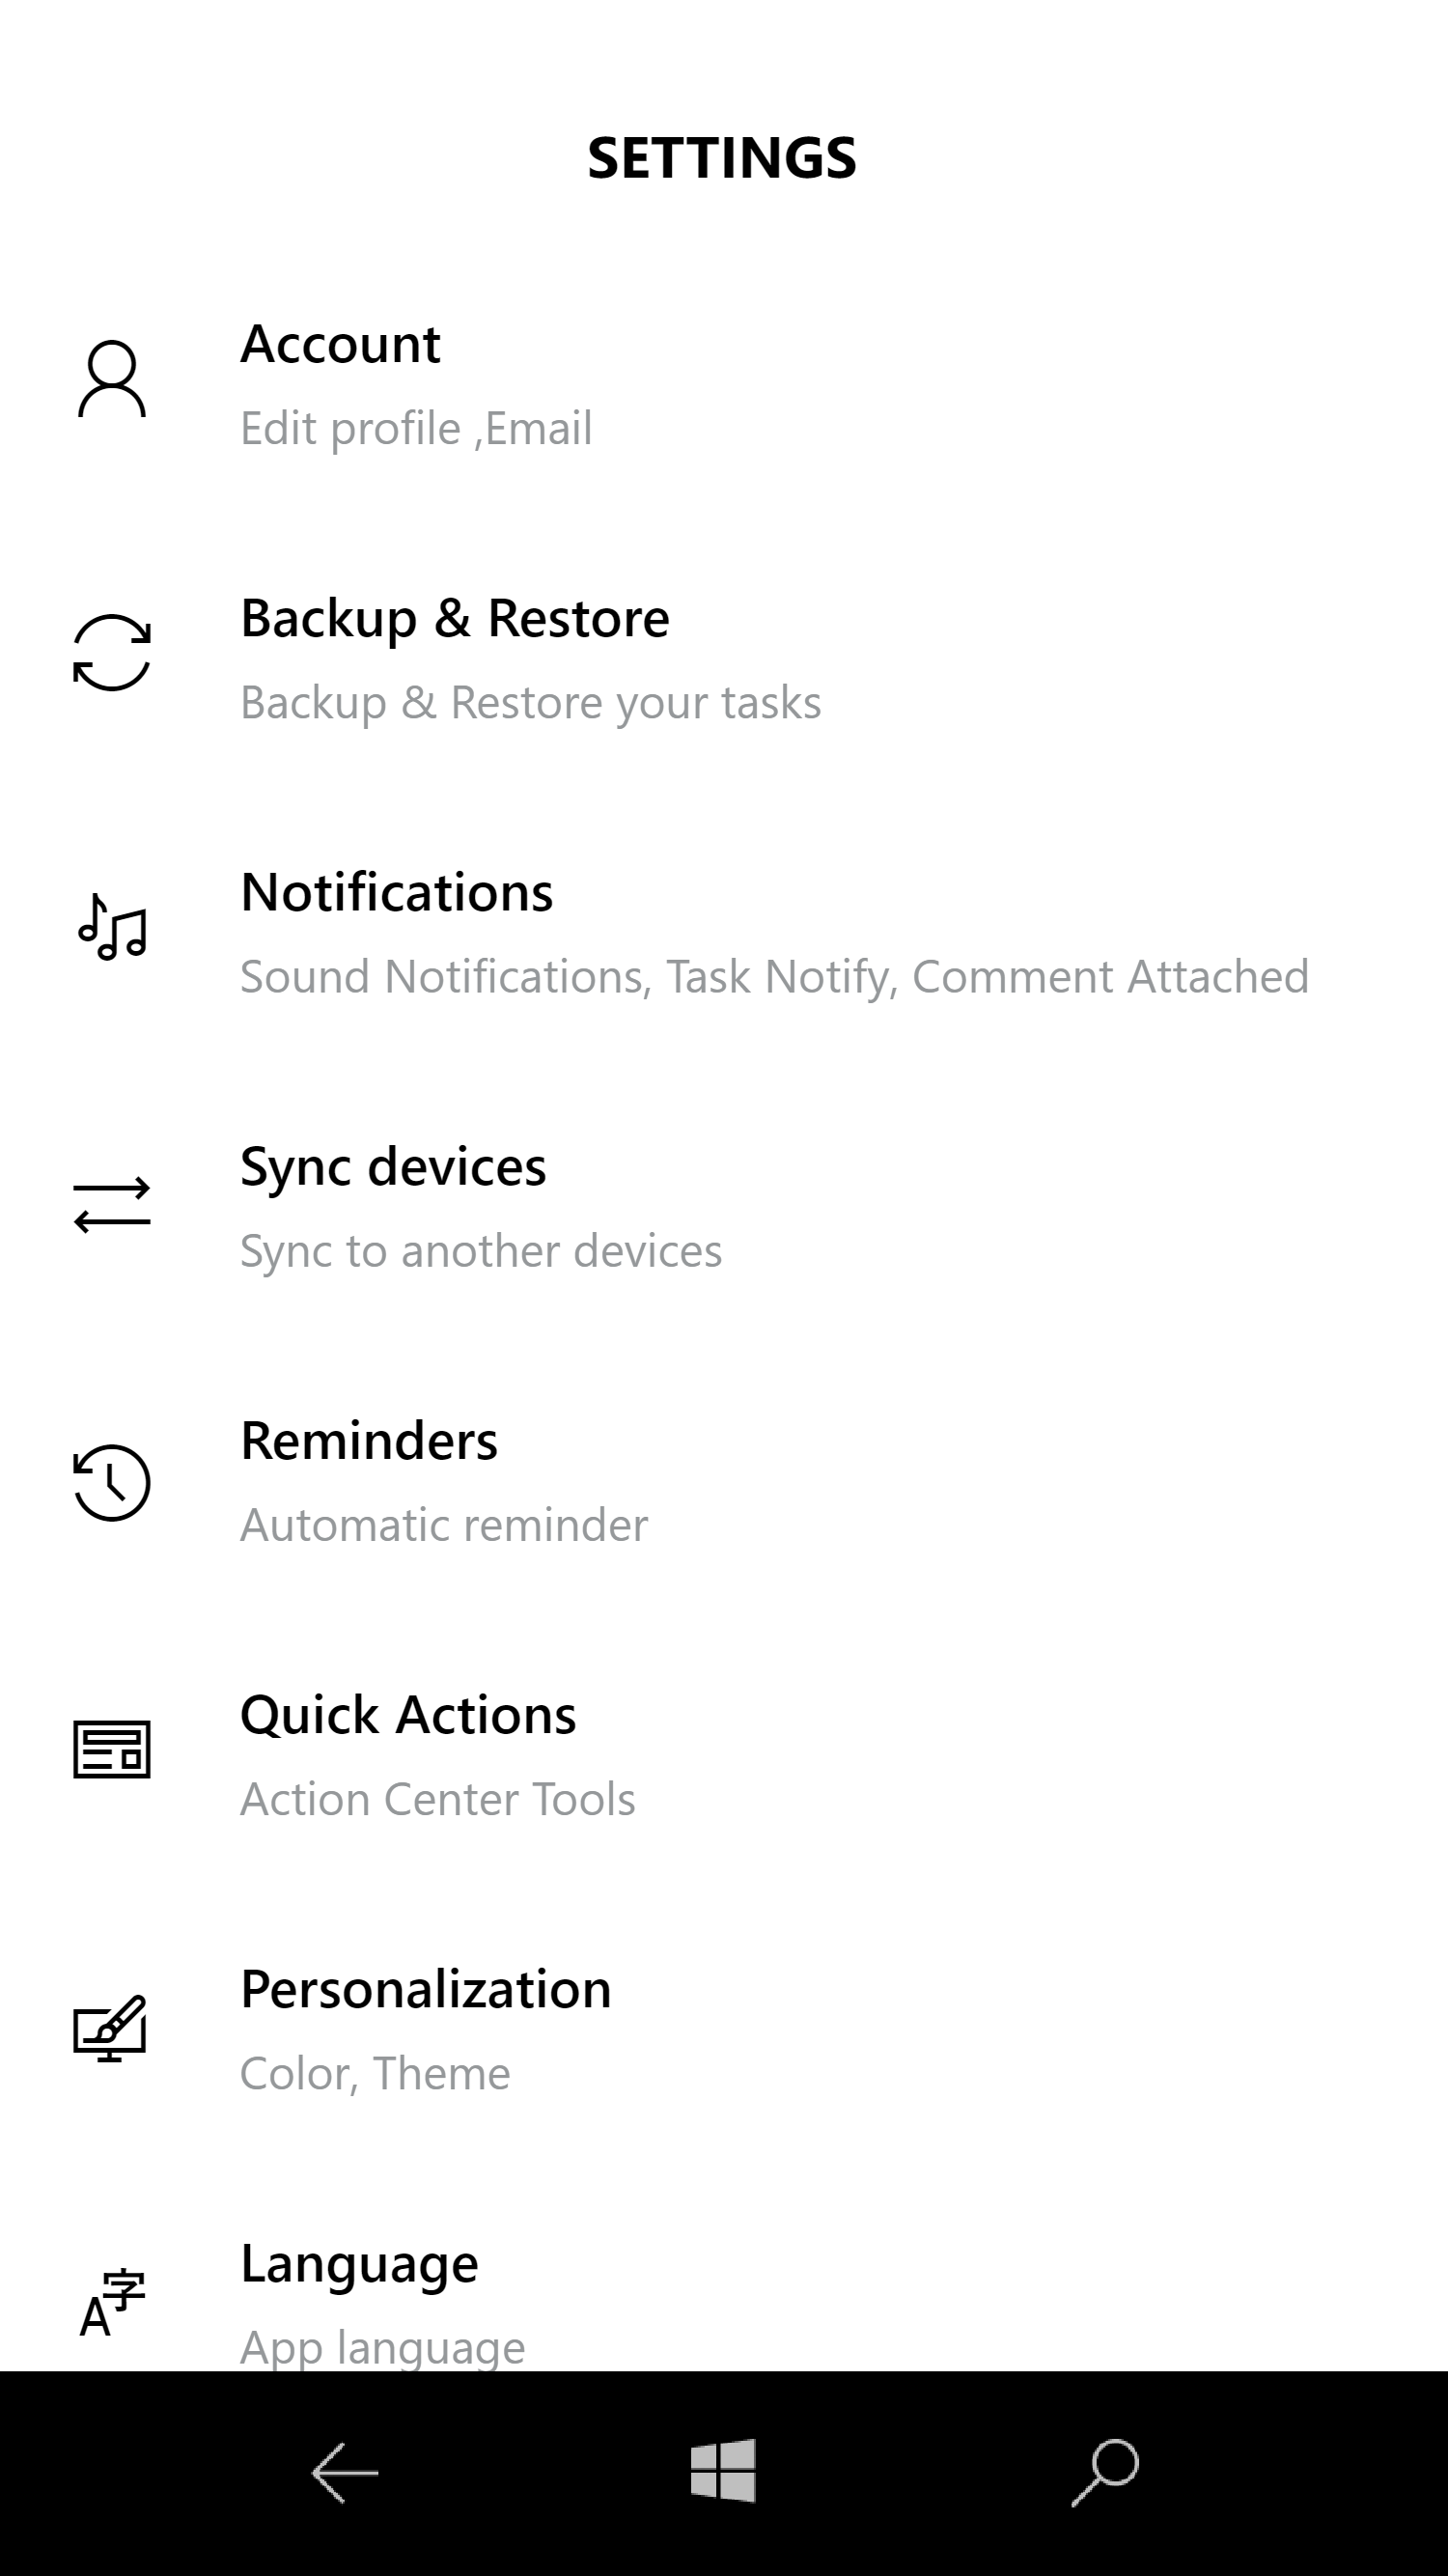 SETTINGS
Account
Edit profile ,Email
Backup & Restore
Backup & Restore your tasks
Notifications
Sound Notifications, Task Notify, Comment Attached
Sync devices
Sync to another devices
Reminders
Automatic reminder
Quick Actions
Action Center Tools
Personalization
Color, Theme
A字
Language
App language